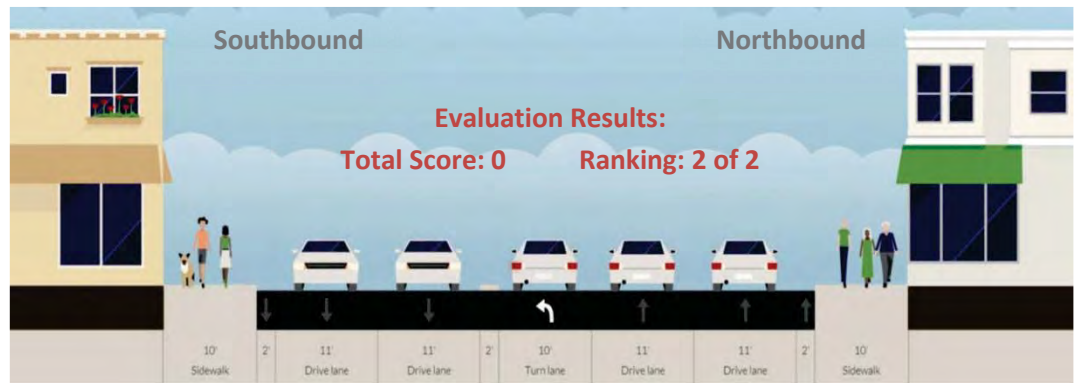 Southbound Northbound
Evaluation Results:
Total Score: 0 Ranking: 2 of 2
10' 2' 11' 11' 2' 10' 11' 11' 2' 10'
Sidewalk Drive lane Drive lane Turn lane Drive lane Drive lane Sidewalk